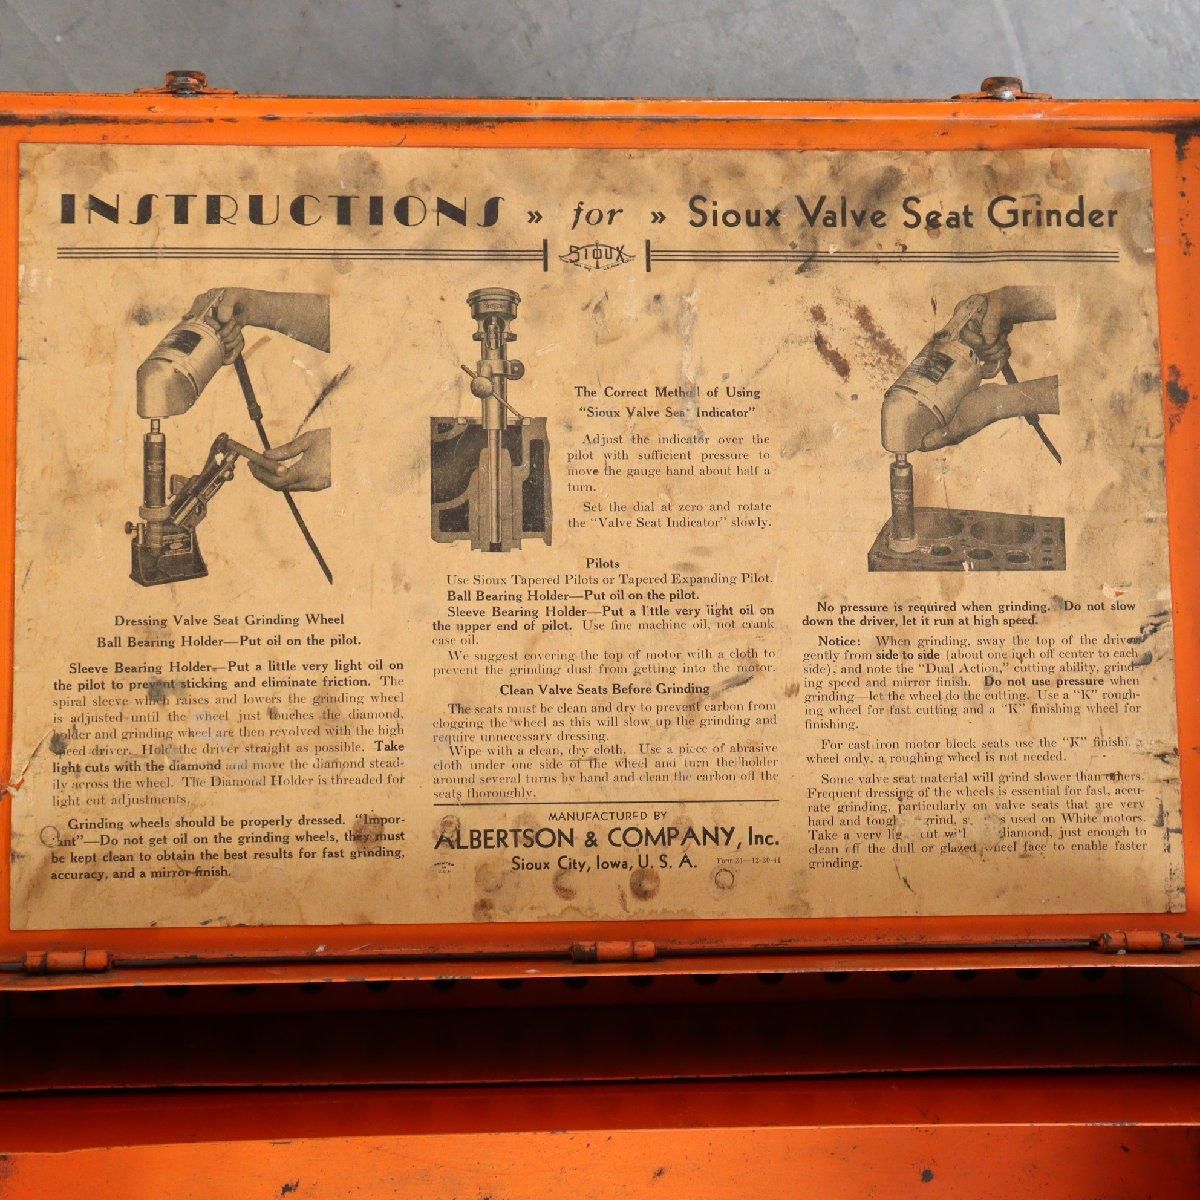 INSTRUCTIONS » for » Sioux Valve Seat Grinder
SIOUX
Dressing Valve Seat Grinding Wheel
Ball Bearing Holder—Put oil on the pilot.
Sleeve Bearing Holder—Put a little very light oil on
the pilot to prevent sticking and eliminate friction. The
spiral sleeve which raises and lowers the grinding wheel
is adjusted until the wheel just touches the diamond,
holder and grinding wheel are then revolved with the high
speed driver. Hold the driver straight as possible. Take
light cuts with the diamond and move the diamond stead-
ily across the wheel. The Diamond Holder is threaded for
light cut adjustments.
Grinding wheels should be properly dressed. "Impor-
tant"—Do not get oil on the grinding wheels, they must
be kept clean to obtain the best results for fast grinding,
accuracy, and a mirror finish.
The Correct Method of Using
"Sioux Valve Seat Indicator"
Adjust the indicator over the
pilot with sufficient pressure to
move the gauge hand about half a
turn.
Set the dial at zero and rotate
the "Valve Seat Indicator" slowly.
Pilots
Use Sioux Tapered Pilots or Tapered Expanding Pilot.
Ball Bearing Holder—Put oil on the pilot.
Sleeve Bearing Holder—Put a little very light oil on
the upper end of pilot. Use fine machine oil, not crank
case oil.
We suggest covering the top of motor with a cloth to
prevent the grinding dust from getting into the motor.
Clean Valve Seats Before Grinding
The seats must be clean and dry to prevent carbon from
clogging the wheel as this will slow up the grinding and
require unnecessary dressing.
Wipe with a clean, dry cloth. Use a piece of abrasive
cloth under one side of the wheel and turn the holder
around several turns by hand and clean the carbon off the
seats thoroughly.
MANUFACTURED BY
ALBERTSON & COMPANY, Inc.
Sioux City, Iowa, U. S. A.
Form 31—12-30-41
No pressure is required when grinding. Do not slow
down the driver, let it run at high speed.
Notice: When grinding, sway the top of the driver
gently from side to side (about one inch off center to each
side), and note the "Dual Action," cutting ability, grind-
ing speed and mirror finish. Do not use pressure when
grinding—let the wheel do the cutting. Use a "K" rough-
ing wheel for fast cutting and a "K" finishing wheel for
finishing.
For cast iron motor block seats use the "K" finishi
wheel only, a roughing wheel is not needed.
Some valve seat material will grind slower than others.
Frequent dressing of the wheels is essential for fast, accu-
rate grinding, particularly on valve seats that are very
hard and tough grind, s s used on White motors.
Take a very lig cut wi l diamond, just enough to
clean off the dull or glazed wheel face to enable faster
grinding.